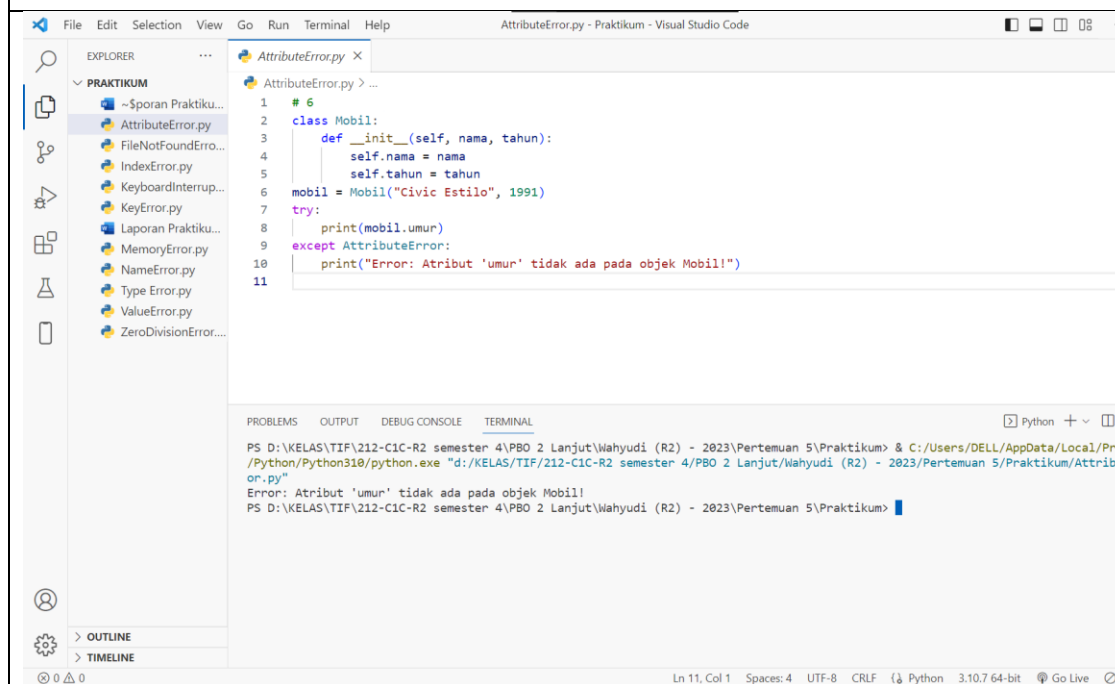 File Edit Selection View Go Run Terminal Help AttributeError.py - Praktikum - Visual Studio Code
EXPLORER ...
PRAKTIKUM
~$poran Praktiku...
AttributeError.py
FileNotFoundErro...
IndexError.py
KeyboardInterrup...
KeyError.py
Laporan Praktiku...
MemoryError.py
NameError.py
Type Error.py
ValueError.py
ZeroDivisionError....
OUTLINE
TIMELINE
AttributeError.py ×
AttributeError.py > ...
1 # 6
2 class Mobil:
3 def __init__(self, nama, tahun):
4 self.nama = nama
5 self.tahun = tahun
6 mobil = Mobil("Civic Estilo", 1991)
7 try:
8 print(mobil.umur)
9 except AttributeError:
10 print("Error: Atribut 'umur' tidak ada pada objek Mobil!")
11
PROBLEMS OUTPUT DEBUG CONSOLE TERMINAL Python
PS D:\KELAS\TIF\212-C1C-R2 semester 4\PBO 2 Lanjut\Wahyudi (R2) - 2023\Pertemuan 5\Praktikum> & C:/Users/DELL/AppData/Local/Pr
/Python/Python310/python.exe "d:/KELAS/TIF/212-C1C-R2 semester 4/PBO 2 Lanjut/Wahyudi (R2) - 2023/Pertemuan 5/Praktikum/Attrib
or.py"
Error: Atribut 'umur' tidak ada pada objek Mobil!
PS D:\KELAS\TIF\212-C1C-R2 semester 4\PBO 2 Lanjut\Wahyudi (R2) - 2023\Pertemuan 5\Praktikum>
0 0 Ln 11, Col 1 Spaces: 4 UTF-8 CRLF Python 3.10.7 64-bit Go Live